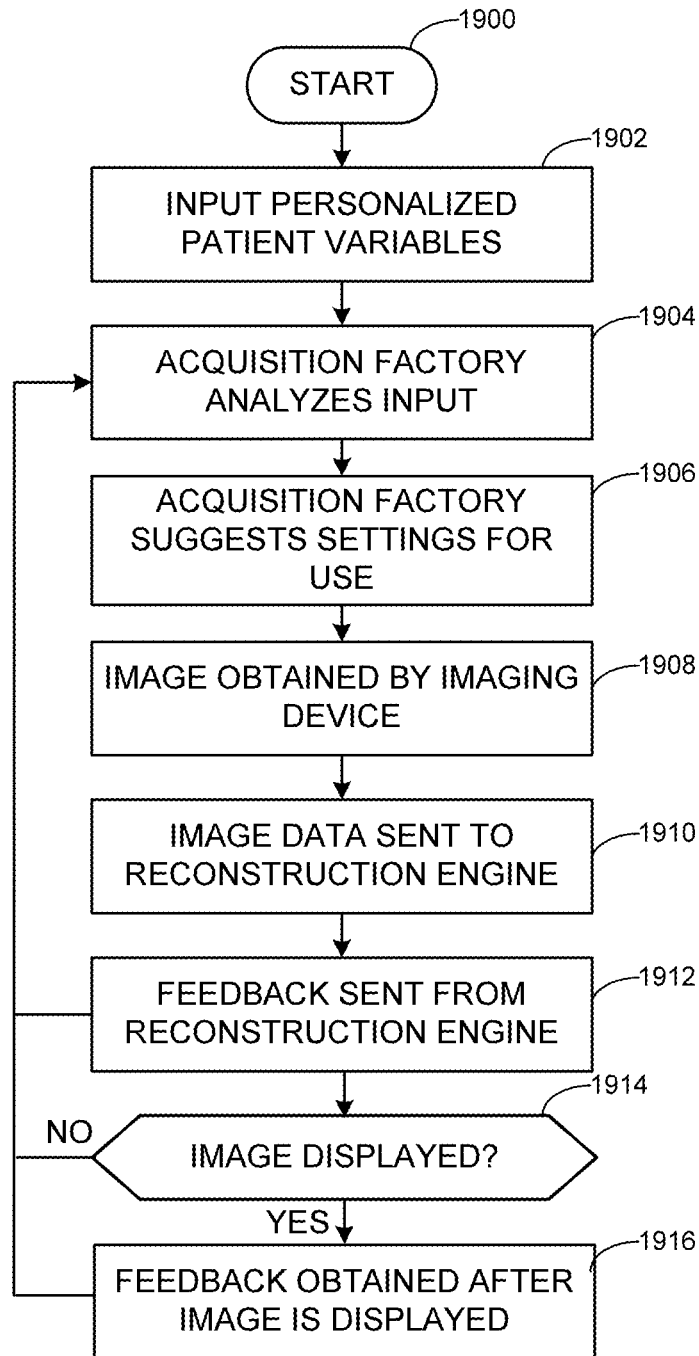 1900
START
1902
INPUT PERSONALIZED
PATIENT VARIABLES
1904
ACQUISITION FACTORY
ANALYZES INPUT
1906
ACQUISITION FACTORY
SUGGESTS SETTINGS FOR
USE
1908
IMAGE OBTAINED BY IMAGING
DEVICE
1910
IMAGE DATA SENT TO
RECONSTRUCTION ENGINE
1912
FEEDBACK SENT FROM
RECONSTRUCTION ENGINE
1914
NO
IMAGE DISPLAYED?
YES
1916
FEEDBACK OBTAINED AFTER
IMAGE IS DISPLAYED